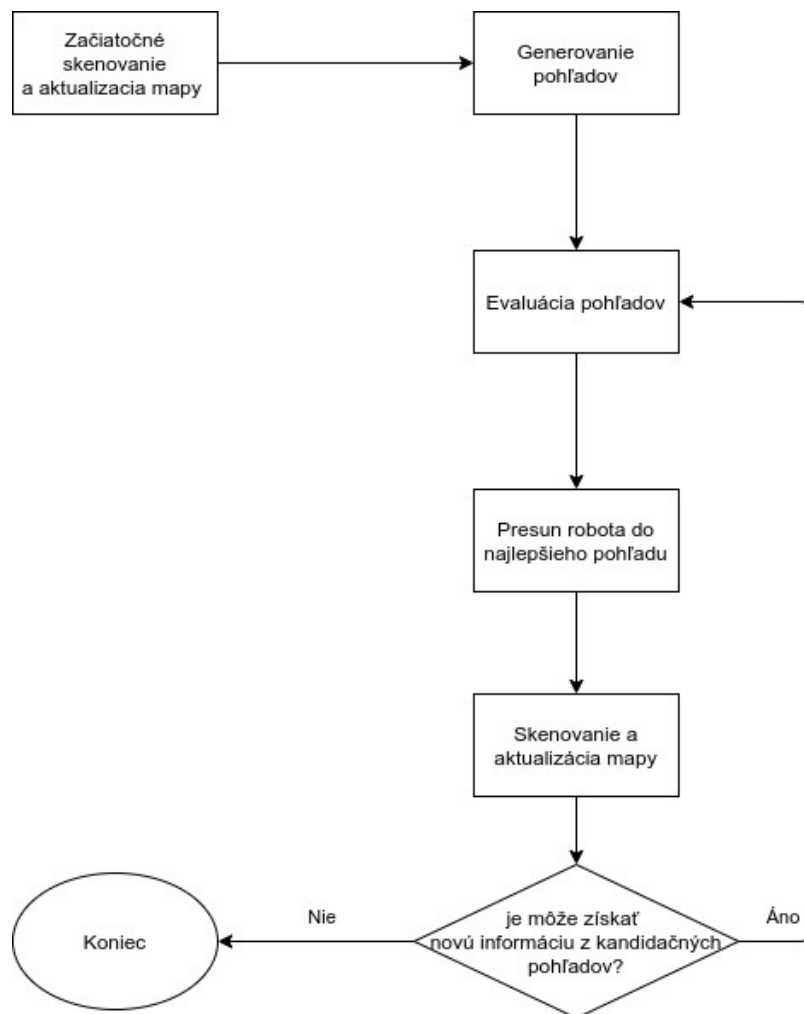 Začiatočné
skenovanie
a aktualizacia mapy
Generovanie
pohľadov
Evaluácia pohľadov
Presun robota do
najlepšieho pohľadu
Skenovanie a
aktualizácia mapy
je môže získať
novú informáciu z kandidačných
pohľadov?
Nie
Áno
Koniec